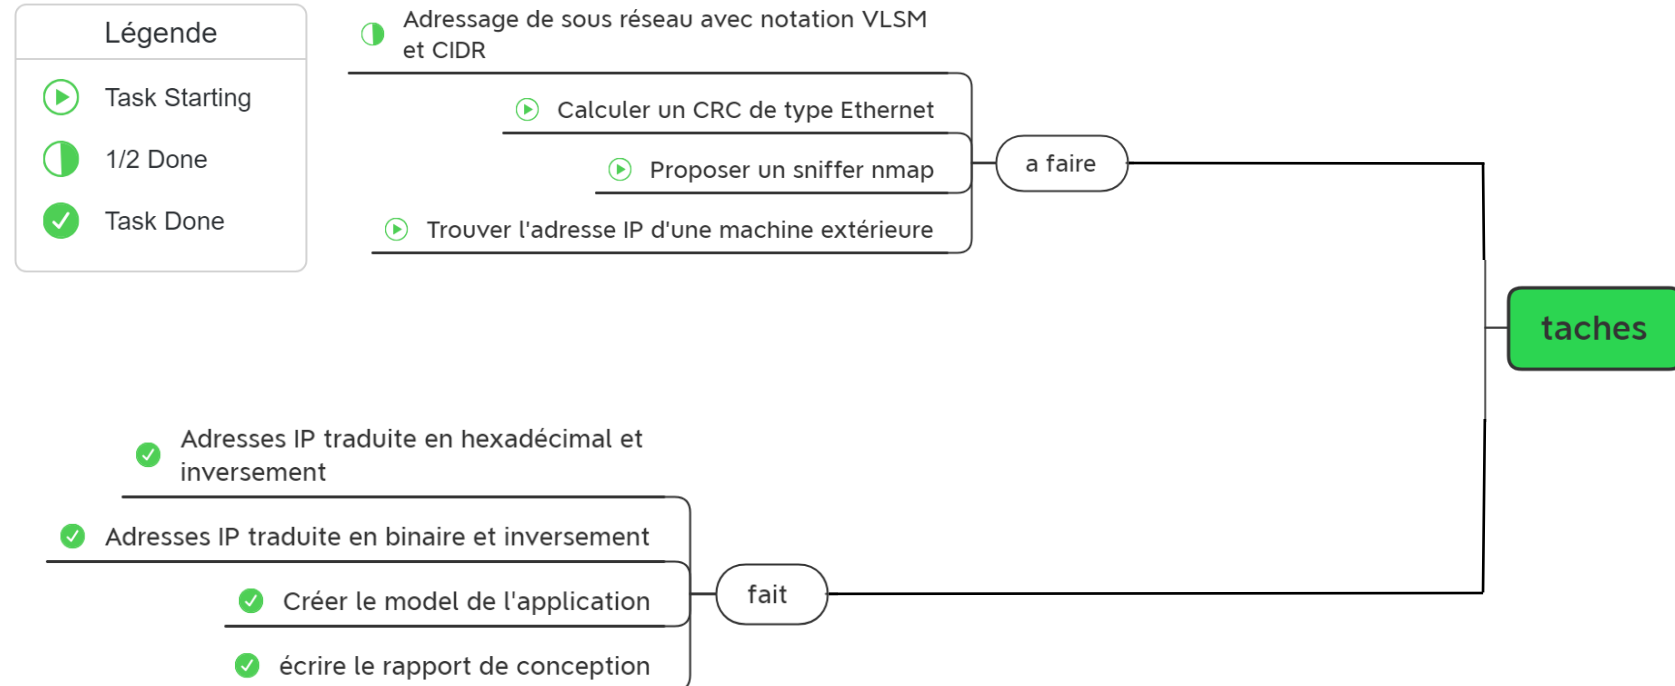 Légende
Task Starting
1/2 Done
Task Done
Adressage de sous réseau avec notation VLSM
et CIDR
Calculer un CRC de type Ethernet
Proposer un sniffer nmap
Trouver l'adresse IP d'une machine extérieure
a faire
taches
Adresses IP traduite en hexadécimal et
inversement
Adresses IP traduite en binaire et inversement
Créer le model de l'application
écrire le rapport de conception
fait